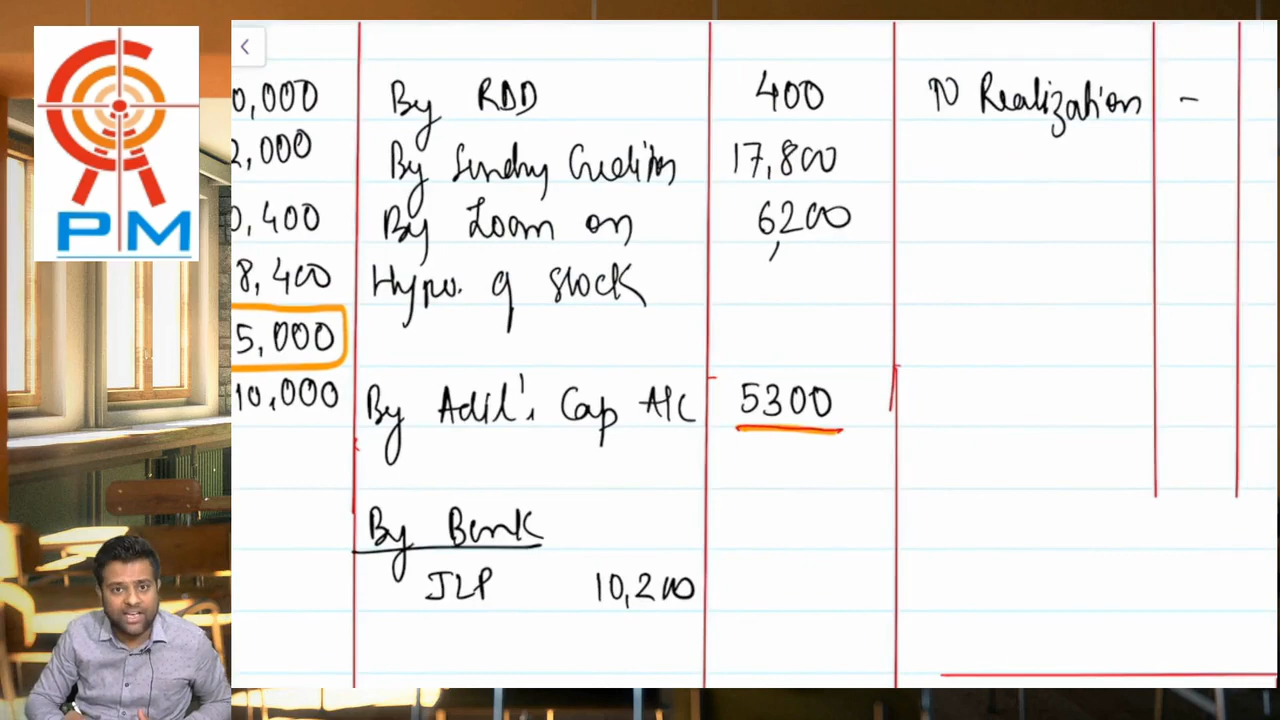 PM
0,000 By RDD 400 To Realization -
2,000 By Sundry Creditors 17,800
0,400 By Loan on 6200
8,400 Hypo. of Stock
5,000
10,000 By Adil's Cap A/C 5300
By Bank
JLP 10,200